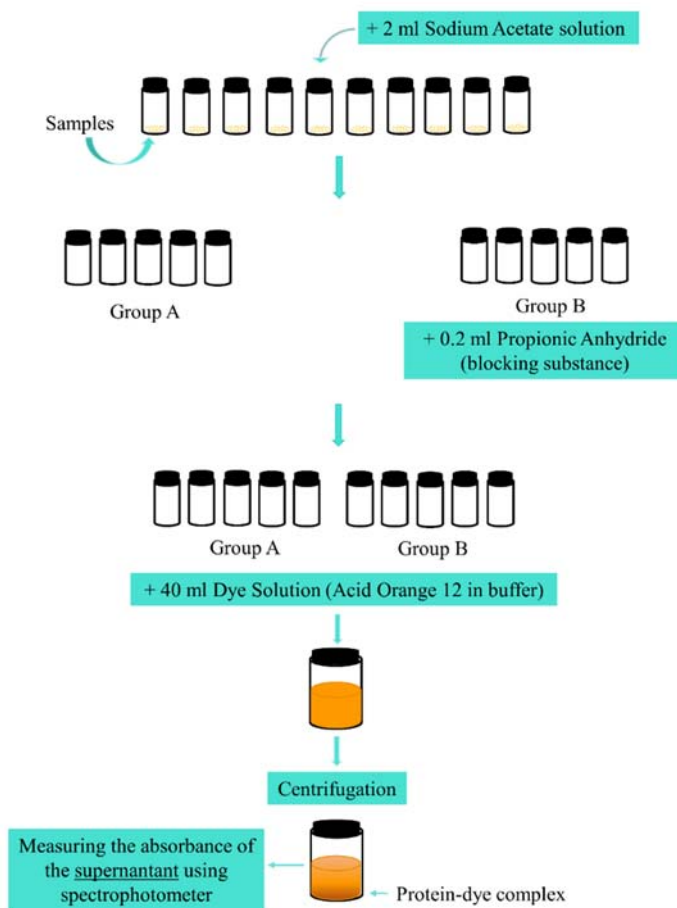 + 2 ml Sodium Acetate solution
Samples
Group A
Group B
+ 0.2 ml Propionic Anhydride
(blocking substance)
Group A
Group B
+ 40 ml Dye Solution (Acid Orange 12 in buffer)
Centrifugation
Measuring the absorbance of
the supernatant using
spectrophotometer
Protein-dye complex